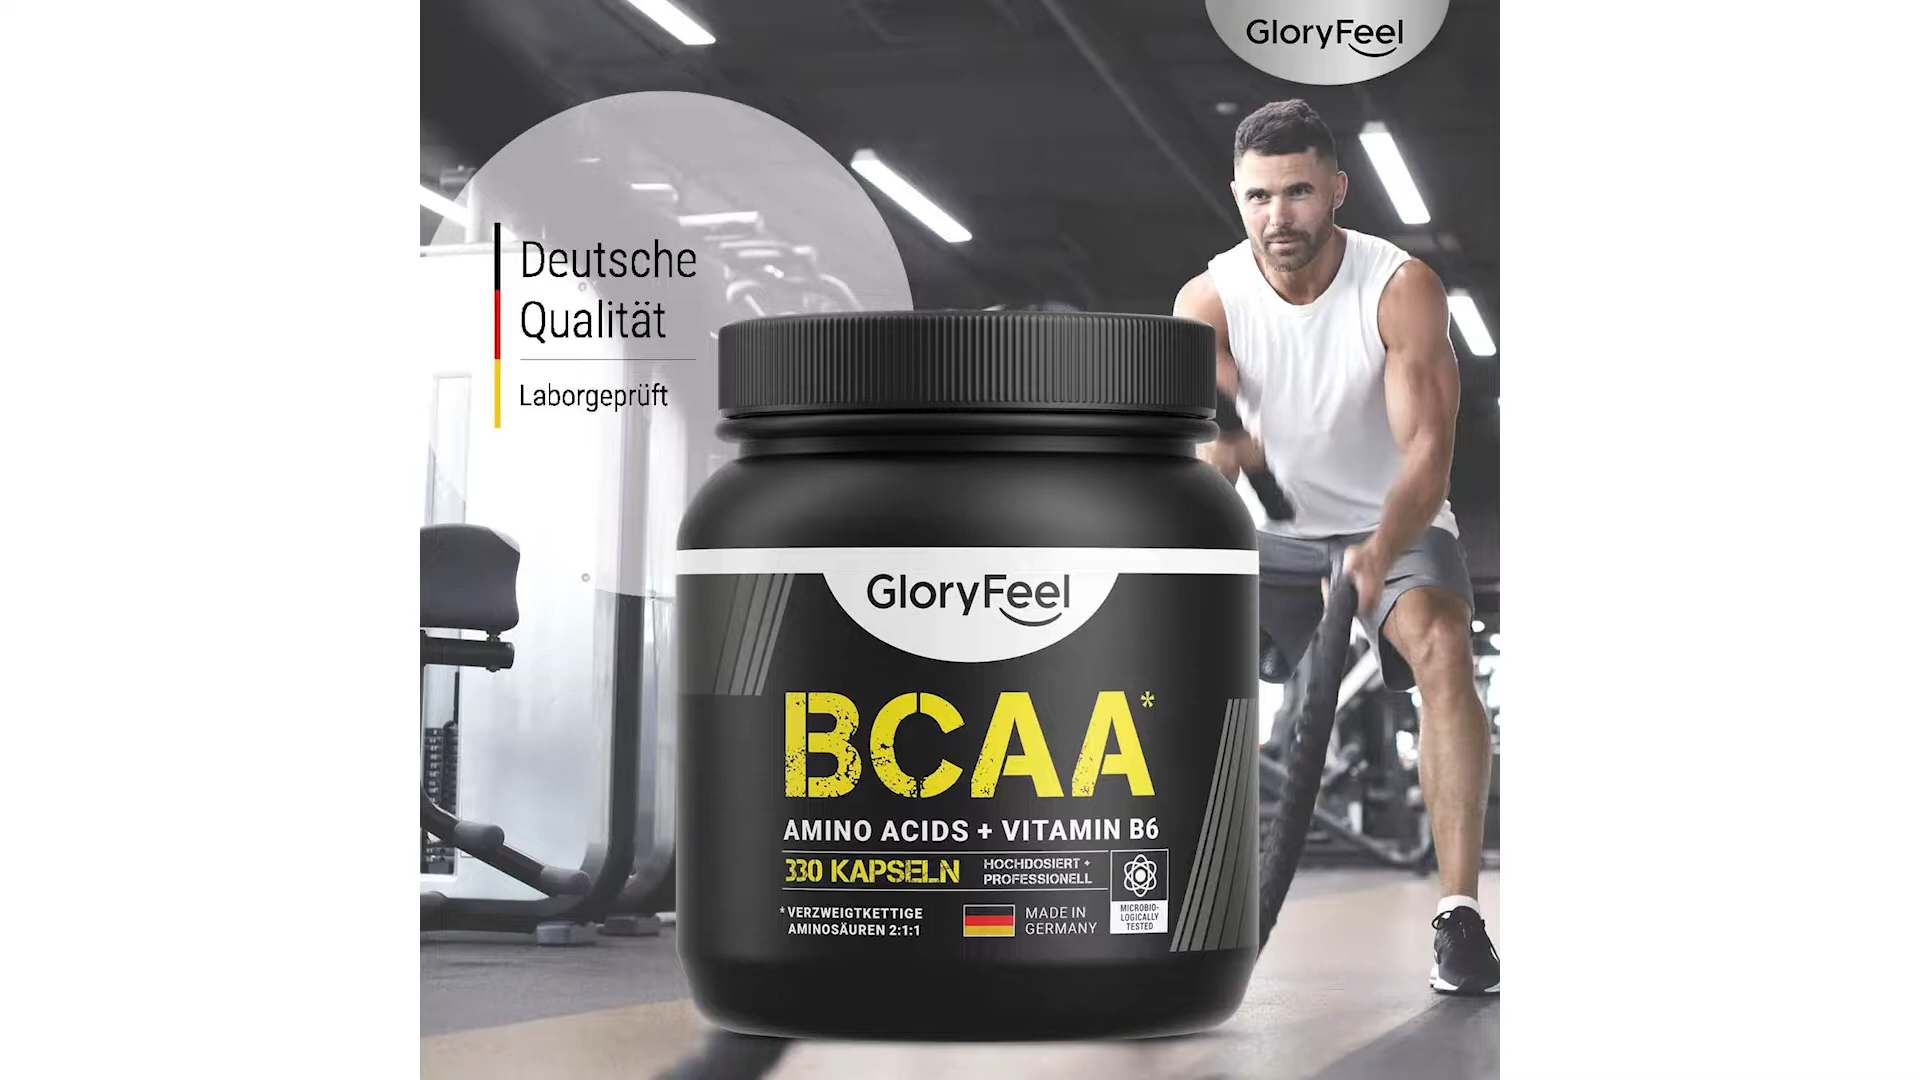 GloryFeel
Deutsche
Qualität
Laborgeprüft
GloryFeel
BCAA*
AMINO ACIDS + VITAMIN B6
330 KAPSELN
HOCHDOSIERT +
PROFESSIONELL
* VERZWEIGTKETTIGE
AMINOSÄUREN 2:1:1
MADE IN
GERMANY
MICROBIO-
LOGICALLY
TESTED